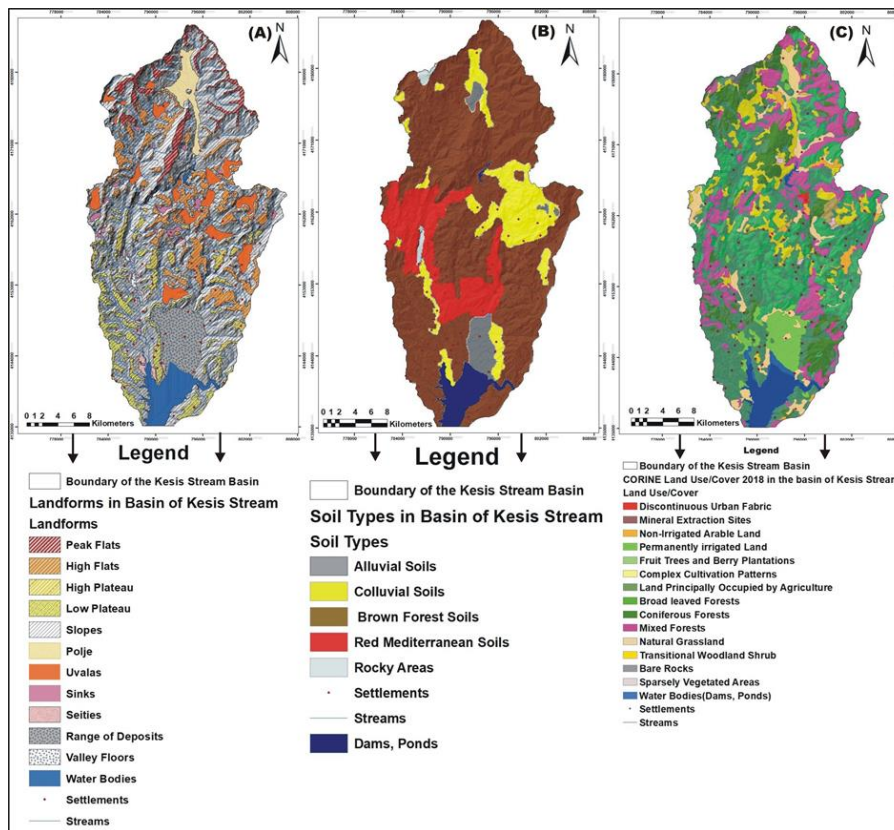 (A)
N
0 1 2 4 6 8
Kilometers
Legend
Boundary of the Kesis Stream Basin
Landforms in Basin of Kesis Stream
Landforms
Peak Flats
High Flats
High Plateau
Low Plateau
Slopes
Polje
Uvalas
Sinks
Seities
Range of Deposits
Valley Floors
Water Bodies
Settlements
Streams
(B)
N
0 1 2 4 6 8
Kilometers
Legend
Boundary of the Kesis Stream Basin
Soil Types in Basin of Kesis Stream
Soil Types
Alluvial Soils
Colluvial Soils
Brown Forest Soils
Red Mediterranean Soils
Rocky Areas
Settlements
Streams
Dams, Ponds
(C)
N
0 1 2 4 6 8
Kilometers
Legend
Boundary of the Kesis Stream Basin
CORINE Land Use/Cover 2018 in the basin of Kesis Stream
Land Use/Cover
Discontinuous Urban Fabric
Mineral Extraction Sites
Non-Irrigated Arable Land
Permanently irrigated Land
Fruit Trees and Berry Plantations
Complex Cultivation Patterns
Land Principally Occupied by Agriculture
Broad leaved Forests
Coniferous Forests
Mixed Forests
Natural Grassland
Transitional Woodland Shrub
Bare Rocks
Sparsely Vegetated Areas
Water Bodies(Dams, Ponds)
Settlements
Streams